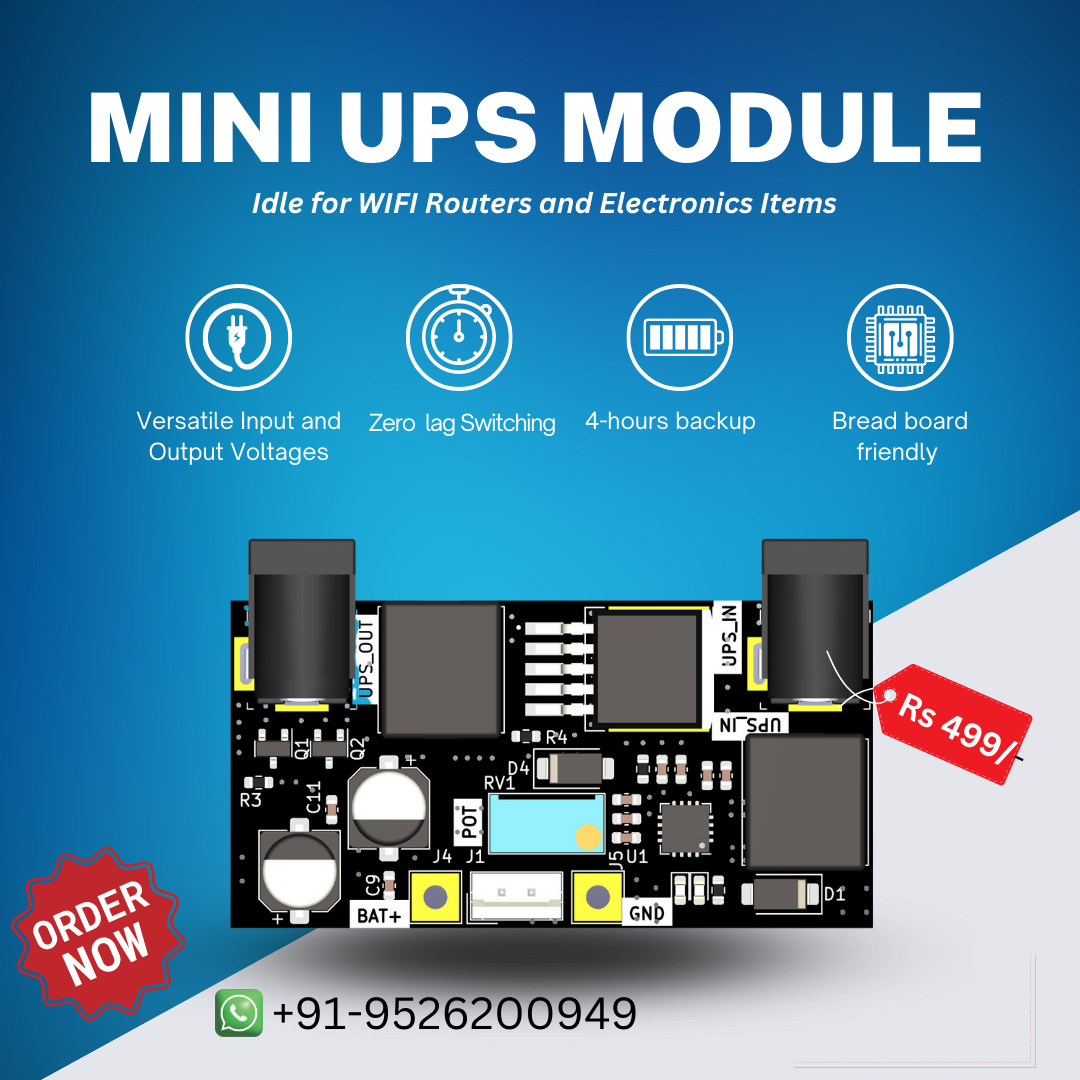 MINI UPS MODULE
Idle for WIFI Routers and Electronics Items
Versatile Input and
Output Voltages
Zero lag Switching
4-hours backup
Bread board
friendly
UPS_OUT
UPS_IN
UPS_IN
Rs 499/-
Q1
Q2
R4
D4
R3
C11
RV1
POT
J4
J1
J5
U1
C9
D1
BAT+
GND
+
+
ORDER
NOW
+91-9526200949